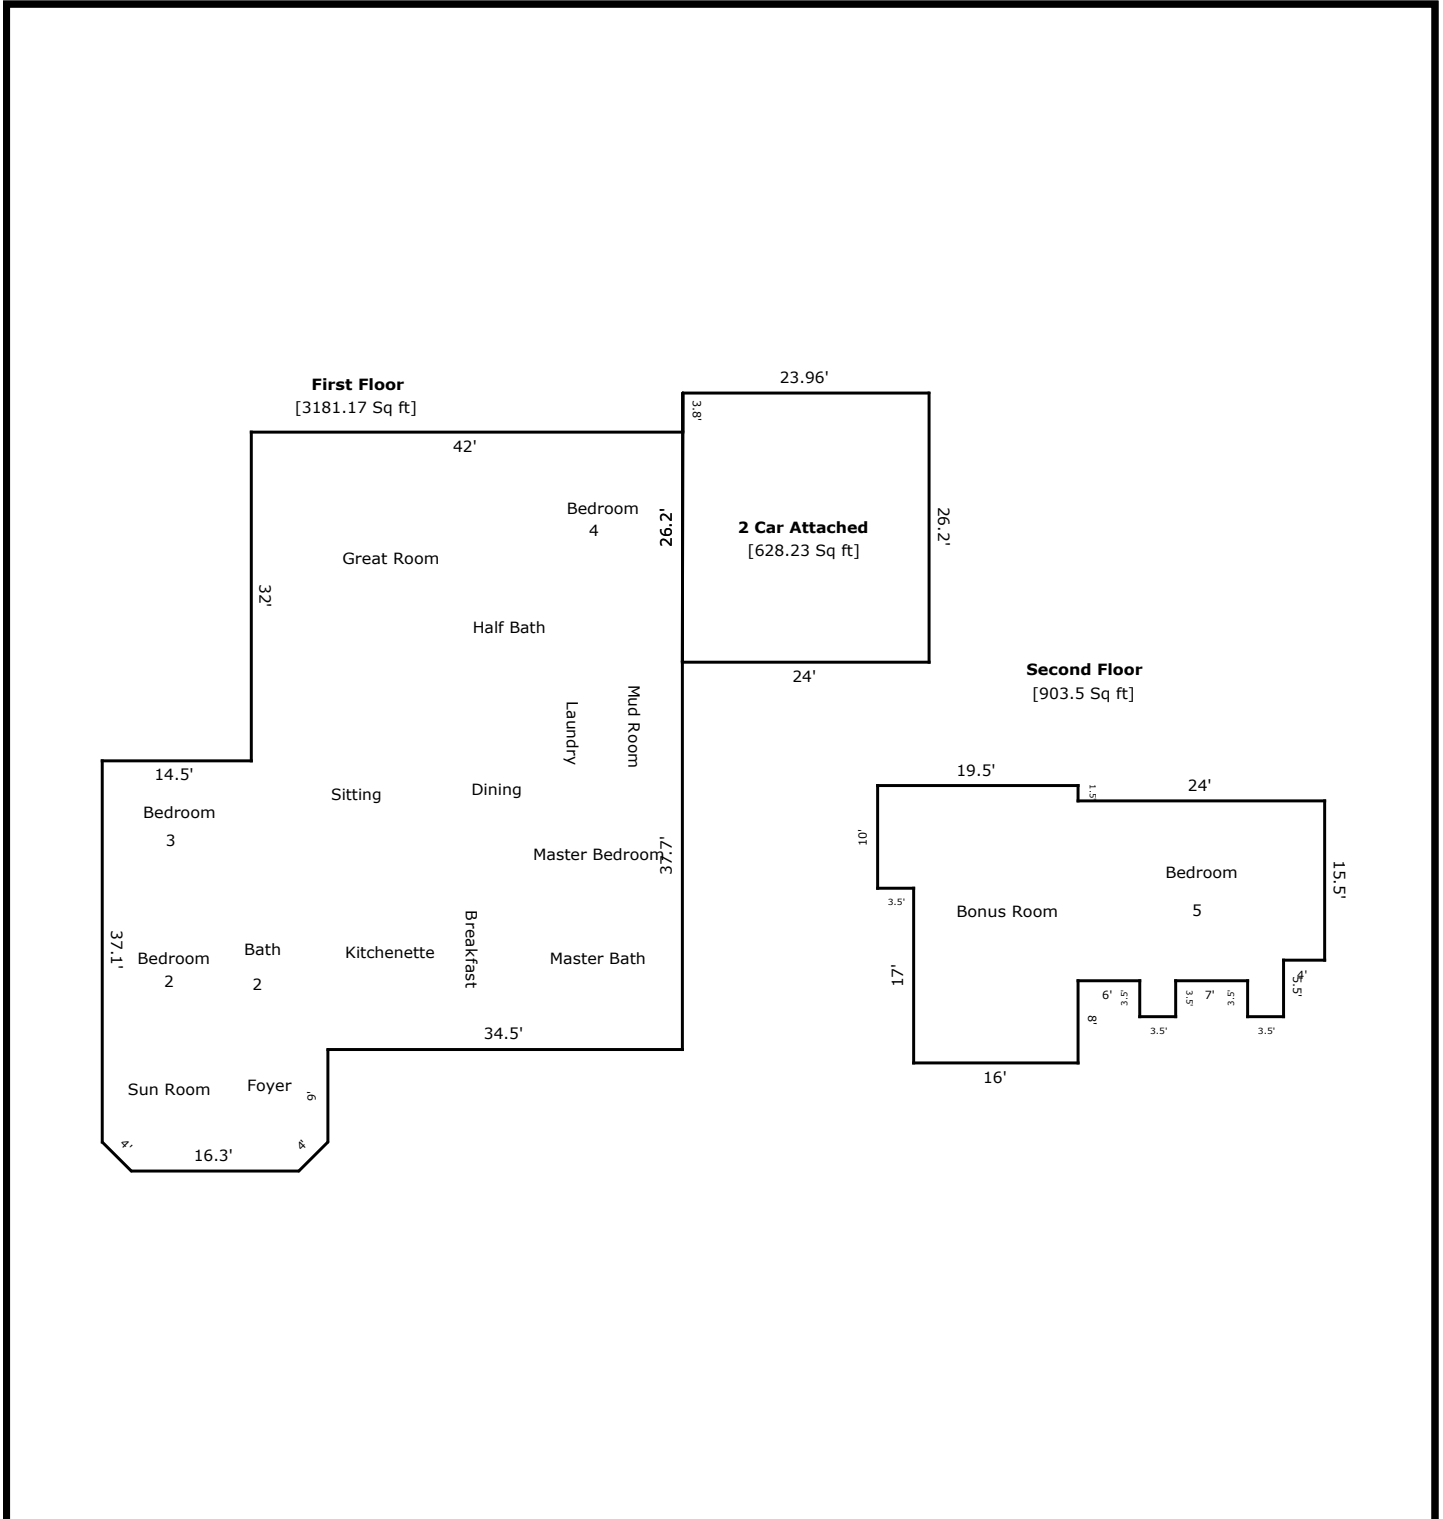 23.96'
First Floor
[3181.17 Sq ft]
3.8'
42'
Bedroom
4
26.2'
2 Car Attached
[628.23 Sq ft]
26.2'
Great Room
32'
Half Bath
24'
Second Floor
[903.5 Sq ft]
Laundry
Mud Room
14.5'
Sitting
Dining
Bedroom
3
Master Bedroom
37.7'
19.5'
1.5'
24'
10'
3.5'
Bonus Room
Bedroom
5
15.5'
37.1'
Bedroom
2
Bath
2
Kitchenette
Breakfast
Master Bath
17'
6'
3.5'
3.5'
3.5'
7'
3.5'
3.5'
5.5'
4'
8'
16'
34.5'
Sun Room
Foyer
9'
4'
16.3'
4'